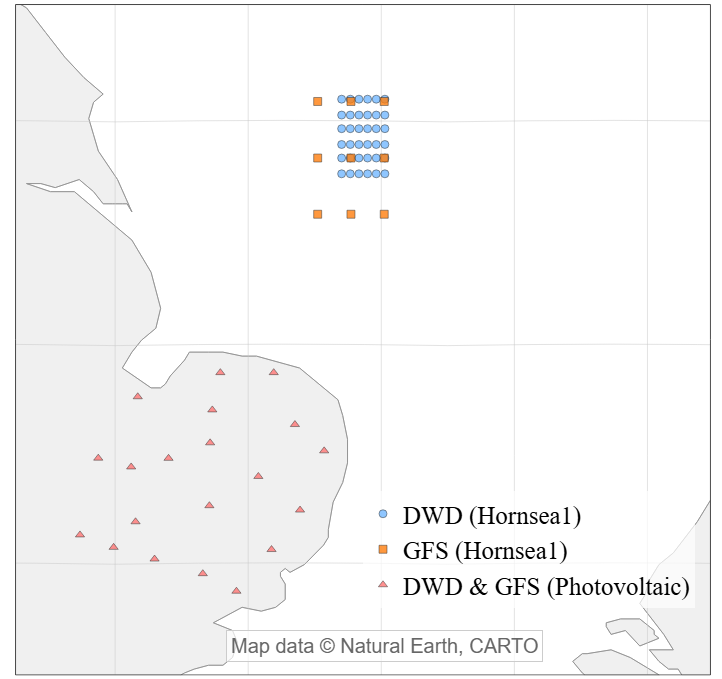 DWD (Hornsea1)
GFS (Hornsea1)
DWD & GFS (Photovoltaic)
Map data © Natural Earth, CARTO